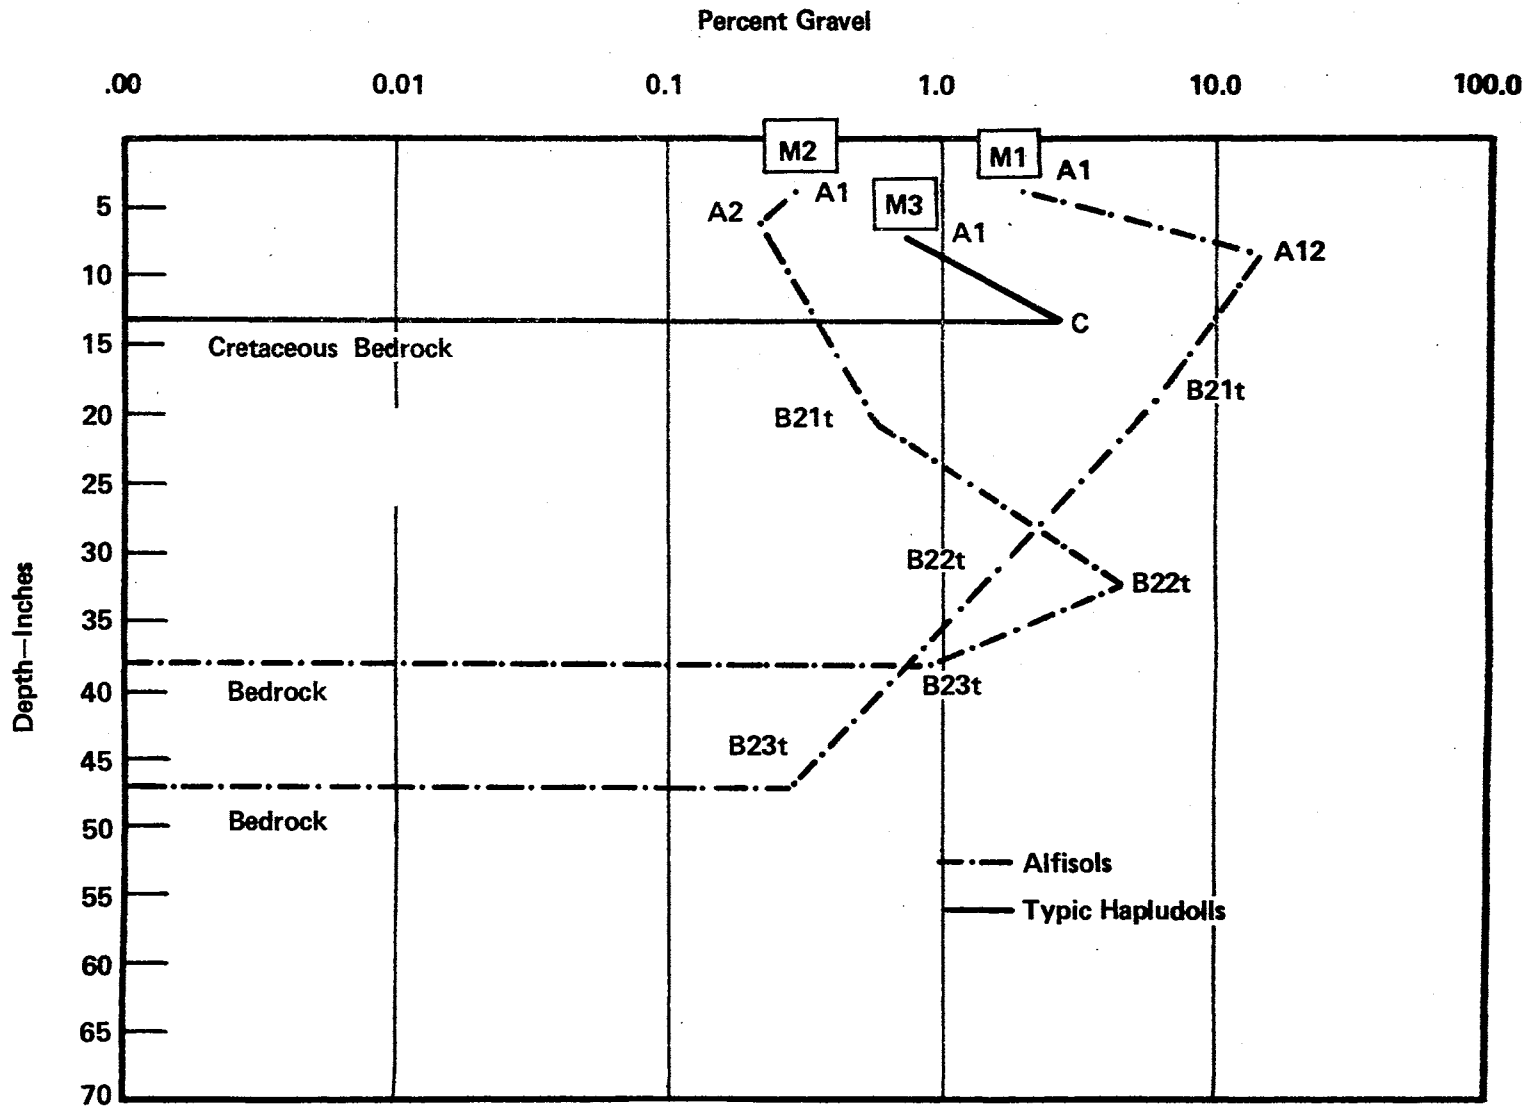 Percent Gravel
.00 0.01 0.1 1.0 10.0 100.0
M2
M1
A1
M3
A1
5
A2
A1
A12
10
C
15
Cretaceous Bedrock
B21t
20
B21t
25
30
B22t
B22t
35
Depth—Inches
40
Bedrock
B23t
45
B23t
50
Bedrock
Alfisols
55
Typic Hapludolls
60
65
70